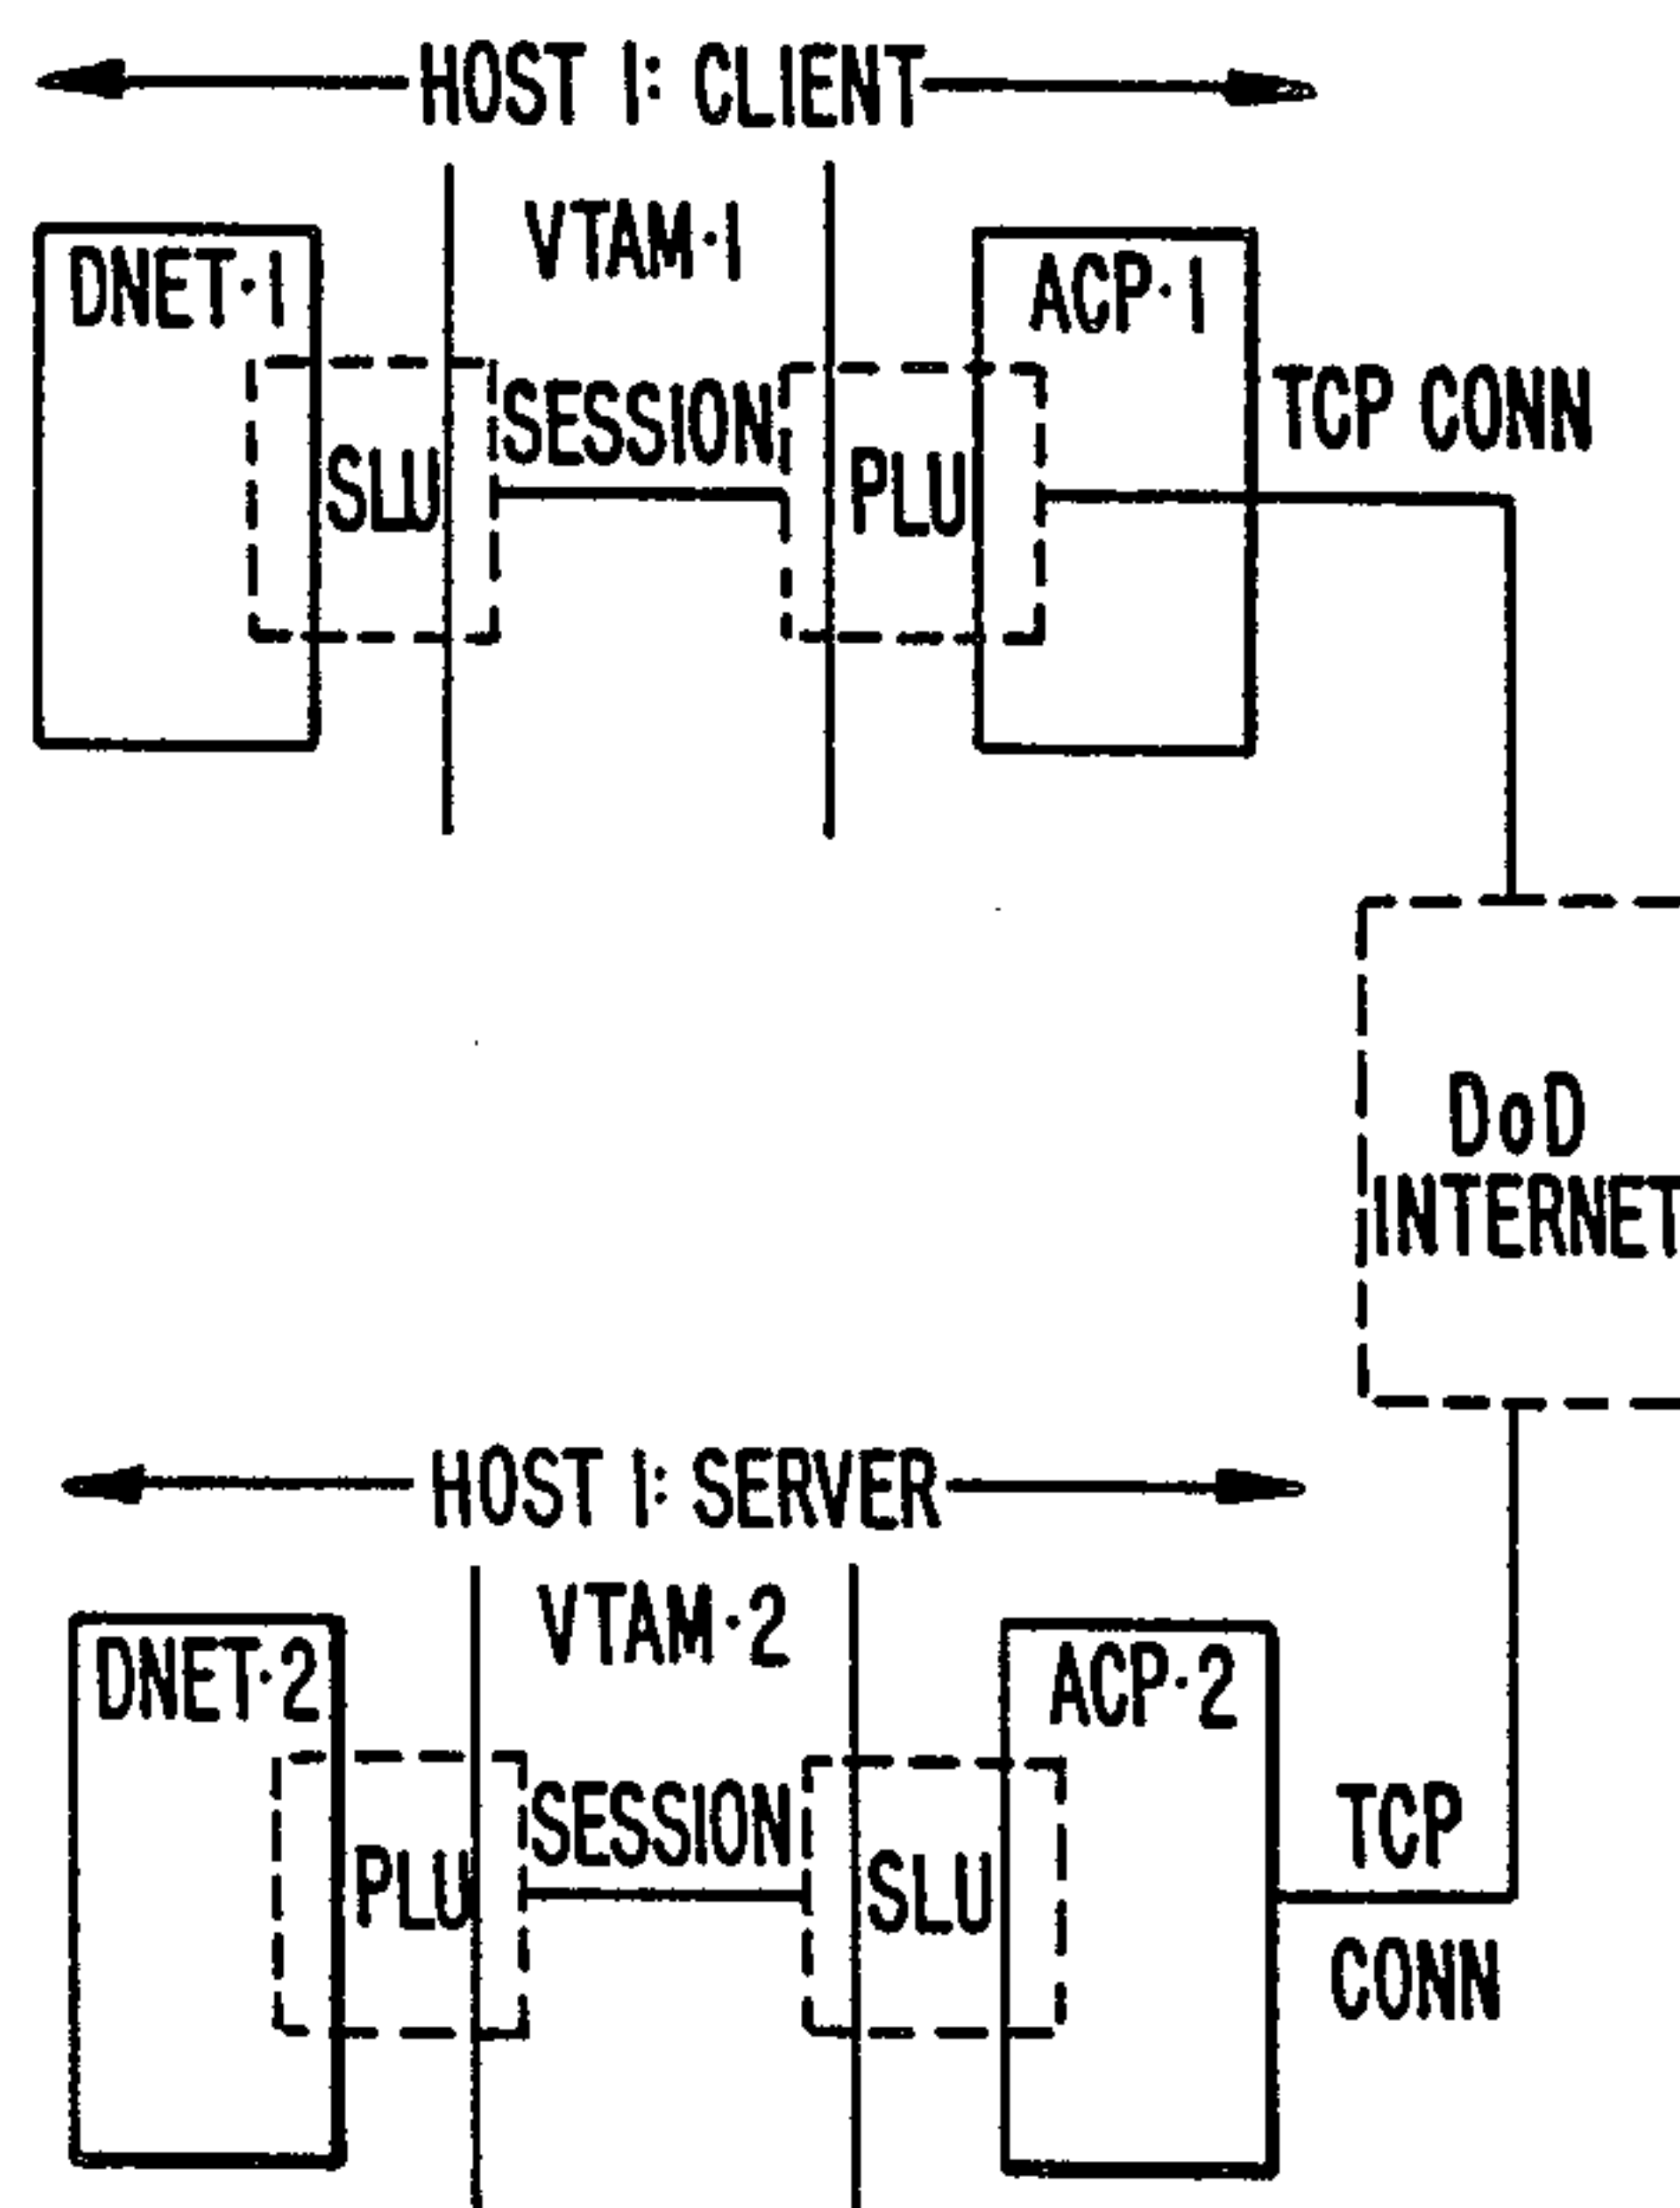 HOST 1: CLIENT
VTAM·1
DNET·1
ACP·1
SESSION
TCP CONN
SLU
PLU
DoD
INTERNET
HOST 1: SERVER
VTAM·2
DNET·2
ACP·2
SESSION
TCP
PLU
SLU
CONN